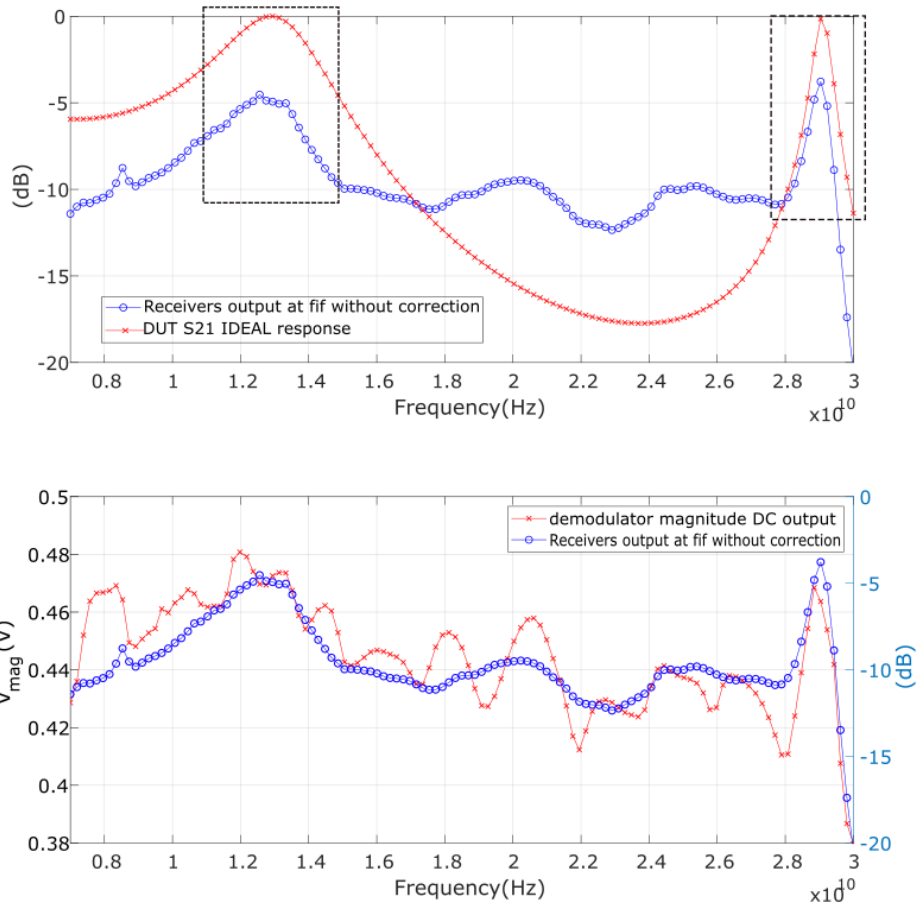 0
-5
-10
-15
-20
(dB)
Receivers output at fif without correction
DUT S21 IDEAL response
0.8 1 1.2 1.4 1.6 1.8 2 2.2 2.4 2.6 2.8 3
Frequency(Hz)
x10^10
0.5
0.48
0.46
0.44
0.42
0.4
0.38
V_mag (V)
demodulator magnitude DC output
Receivers output at fif without correction
0
-5
-10
-15
-20
(dB)
0.8 1 1.2 1.4 1.6 1.8 2 2.2 2.4 2.6 2.8 3
Frequency(Hz)
x10^10